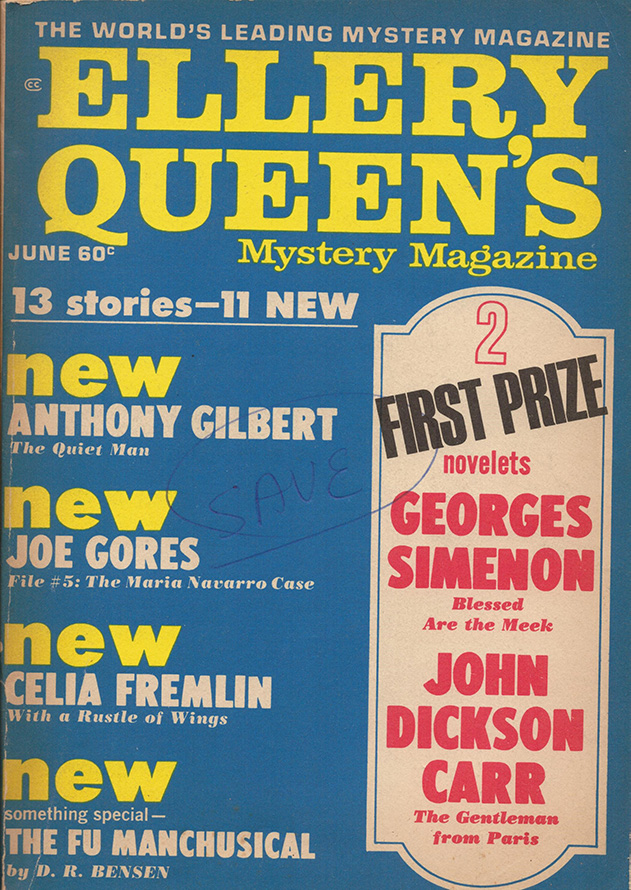 THE WORLD'S LEADING MYSTERY MAGAZINE
CC
ELLERY
QUEEN'S
Mystery Magazine
JUNE 60¢
13 stories—11 NEW
new
ANTHONY GILBERT
The Quiet Man
new
JOE GORES
File #5: The Maria Navarro Case
new
CELIA FREMLIN
With a Rustle of Wings
new
something special—
THE FU MANCHUSICAL
by D. R. BENSEN
SAVE
2
FIRST PRIZE
novelets
GEORGES
SIMENON
Blessed
Are the Meek
JOHN
DICKSON
CARR
The Gentleman
from Paris